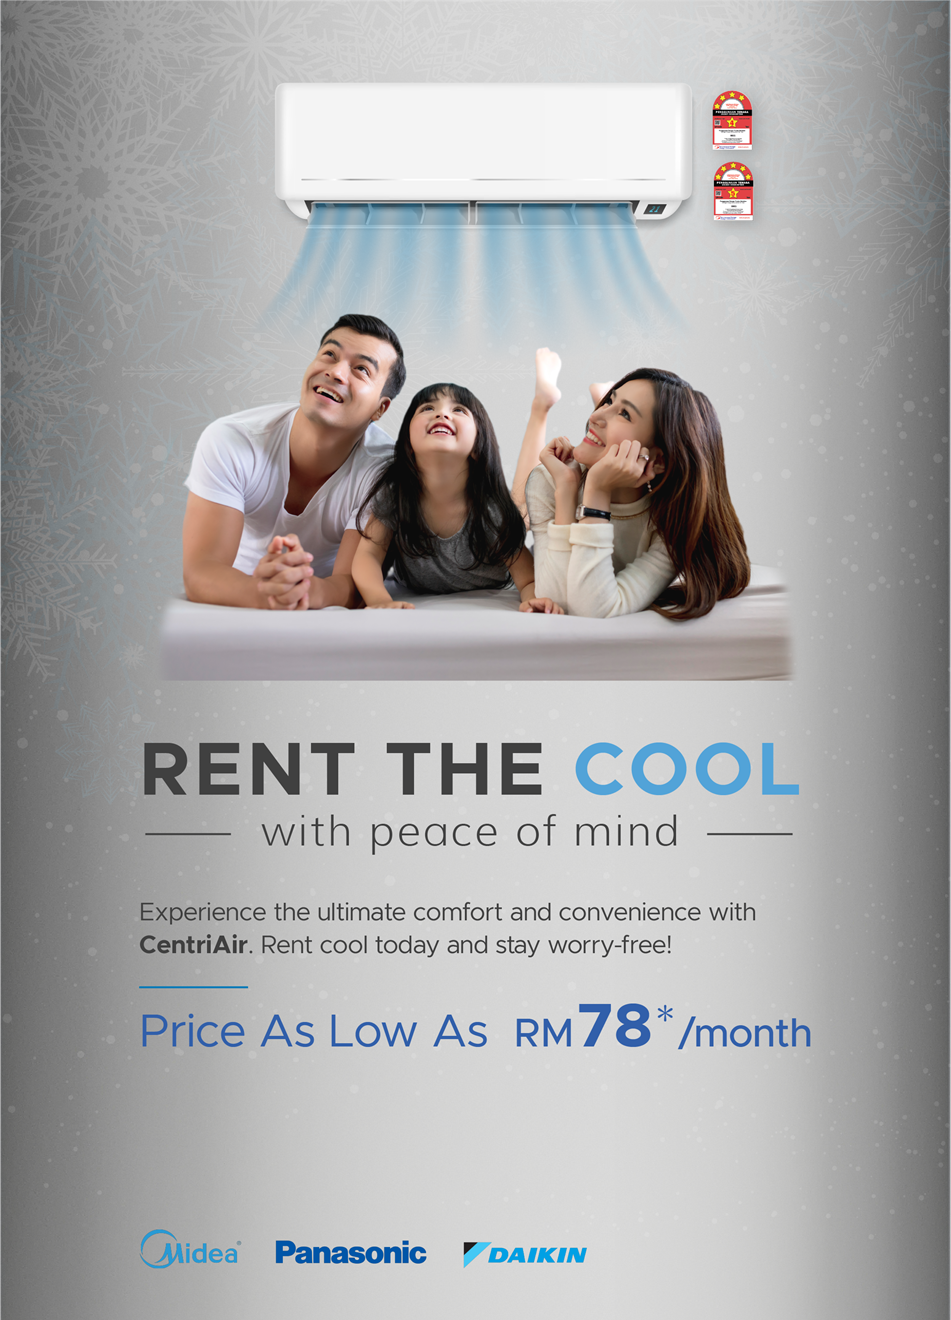 RENT THE COOL
with peace of mind
Experience the ultimate comfort and convenience with
CentriAir. Rent cool today and stay worry-free!
Price As Low As RM78*/month
Midea® Panasonic DAIKIN